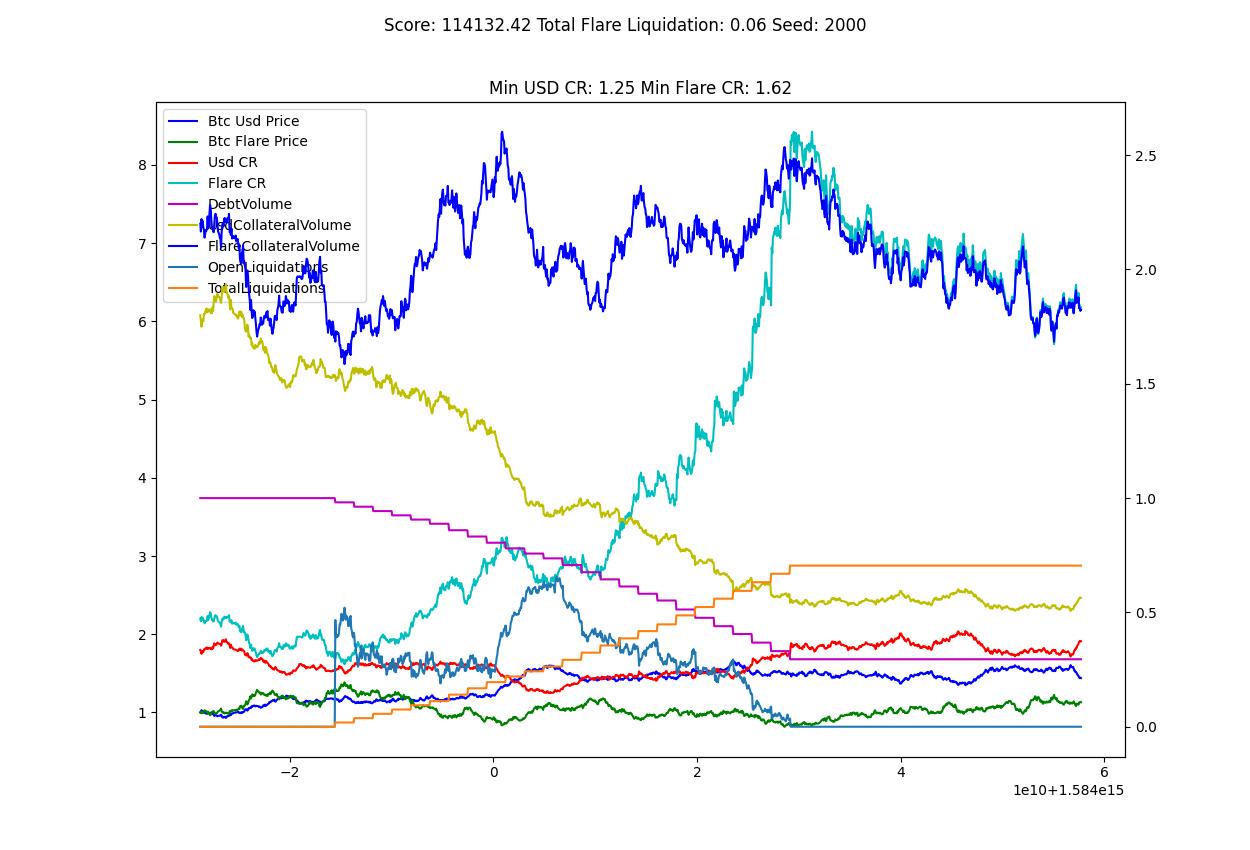 Score: 114132.42 Total Flare Liquidation: 0.06 Seed: 2000
Min USD CR: 1.25 Min Flare CR: 1.62
Btc Usd Price
Btc Flare Price
Usd CR
Flare CR
DebtVolume
UsdCollateralVolume
FlareCollateralVolume
OpenLiquidations
TotalLiquidations
8
7
6
5
4
3
2
1
2.5
2.0
1.5
1.0
0.5
0.0
−2
0
2
4
6
1e10+1.584e15